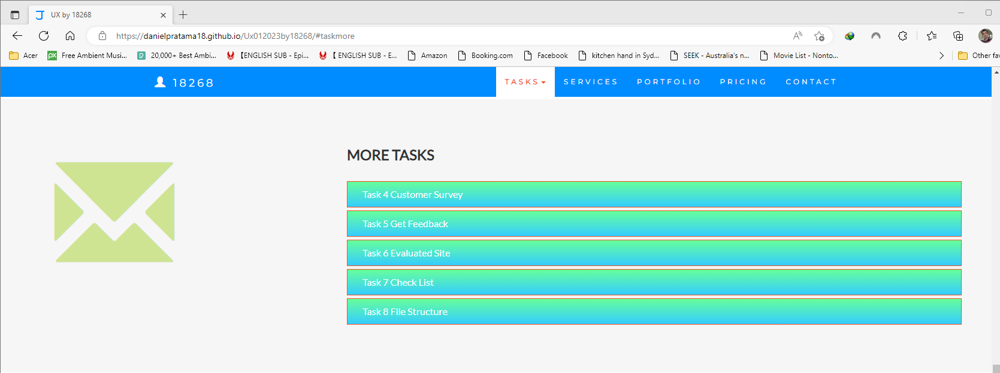 UX by 18268
https://danielpratama18.github.io/Ux012023by18268/#taskmore
Acer Free Ambient Musi... 20,000+ Best Ambi... 【ENGLISH SUB - Epi... 【 ENGLISH SUB - E... Amazon Booking.com Facebook kitchen hand in Syd... SEEK - Australia's n... Movie List - Nonto... Other fa
18268 TASKS SERVICES PORTFOLIO PRICING CONTACT
MORE TASKS
Task 4 Customer Survey
Task 5 Get Feedback
Task 6 Evaluated Site
Task 7 Check List
Task 8 File Structure